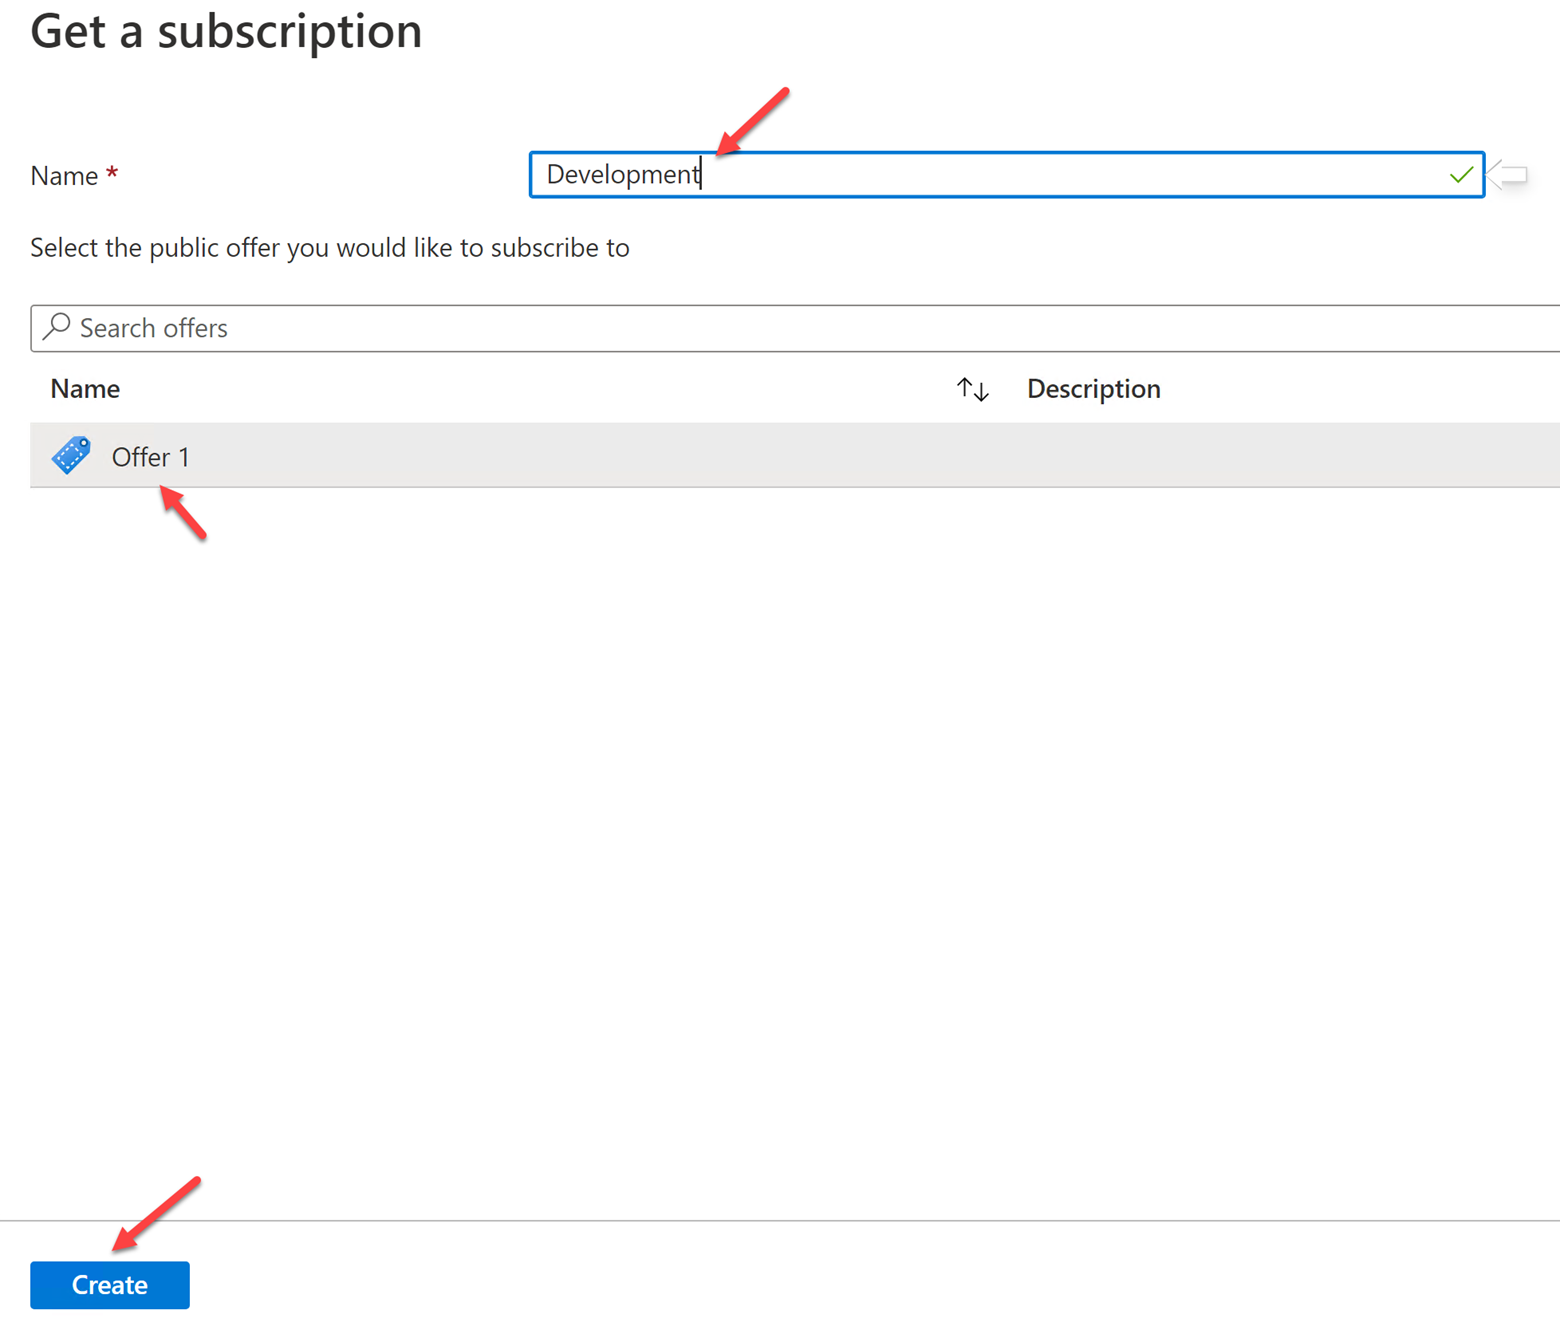 Get a subscription
Name *
Development
Select the public offer you would like to subscribe to
Search offers
Name
Description
Offer 1
Create